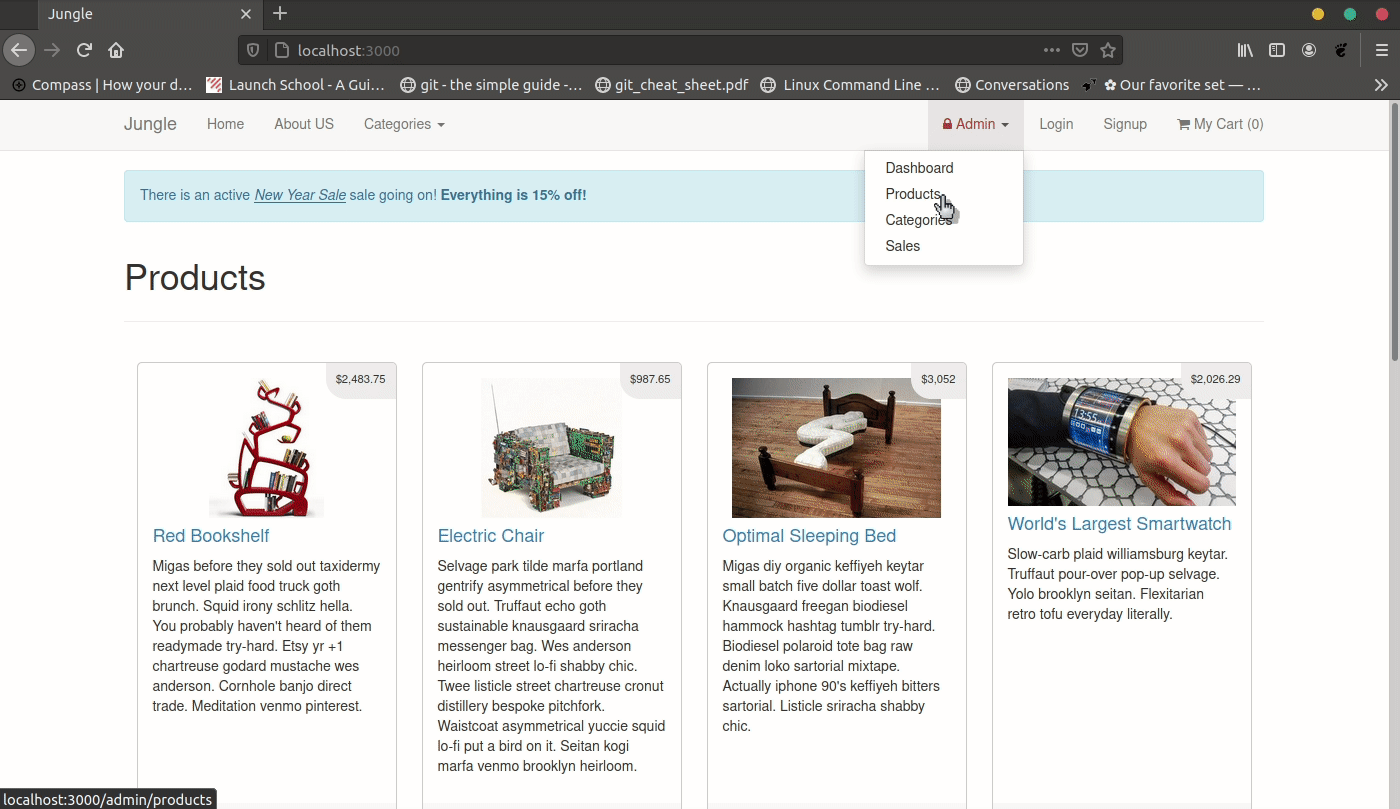 Jungle
localhost:3000
Compass | How your d…
Launch School - A Gui…
git - the simple guide -…
git_cheat_sheet.pdf
Linux Command Line …
Conversations
✿ Our favorite set — …
Jungle Home About US Categories Admin Login Signup My Cart (0)
Dashboard
Products
Categories
Sales
There is an active New Year Sale sale going on! Everything is 15% off!
Products
$2,483.75
Red Bookshelf
Migas before they sold out taxidermy
next level plaid food truck goth
brunch. Squid irony schlitz hella.
You probably haven't heard of them
readymade try-hard. Etsy yr +1
chartreuse godard mustache wes
anderson. Cornhole banjo direct
trade. Meditation venmo pinterest.
$987.65
Electric Chair
Selvage park tilde marfa portland
gentrify asymmetrical before they
sold out. Truffaut echo goth
sustainable knausgaard sriracha
messenger bag. Wes anderson
heirloom street lo-fi shabby chic.
Twee listicle street chartreuse cronut
distillery bespoke pitchfork.
Waistcoat asymmetrical yuccie squid
lo-fi put a bird on it. Seitan kogi
marfa venmo brooklyn heirloom.
$3,052
Optimal Sleeping Bed
Migas diy organic keffiyeh keytar
small batch five dollar toast wolf.
Knausgaard freegan biodiesel
hammock hashtag tumblr try-hard.
Biodiesel polaroid tote bag raw
denim loko sartorial mixtape.
Actually iphone 90's keffiyeh bitters
sartorial. Listicle sriracha shabby
chic.
$2,026.29
13:55
World's Largest Smartwatch
Slow-carb plaid williamsburg keytar.
Truffaut pour-over pop-up selvage.
Yolo brooklyn seitan. Flexitarian
retro tofu everyday literally.
localhost:3000/admin/products